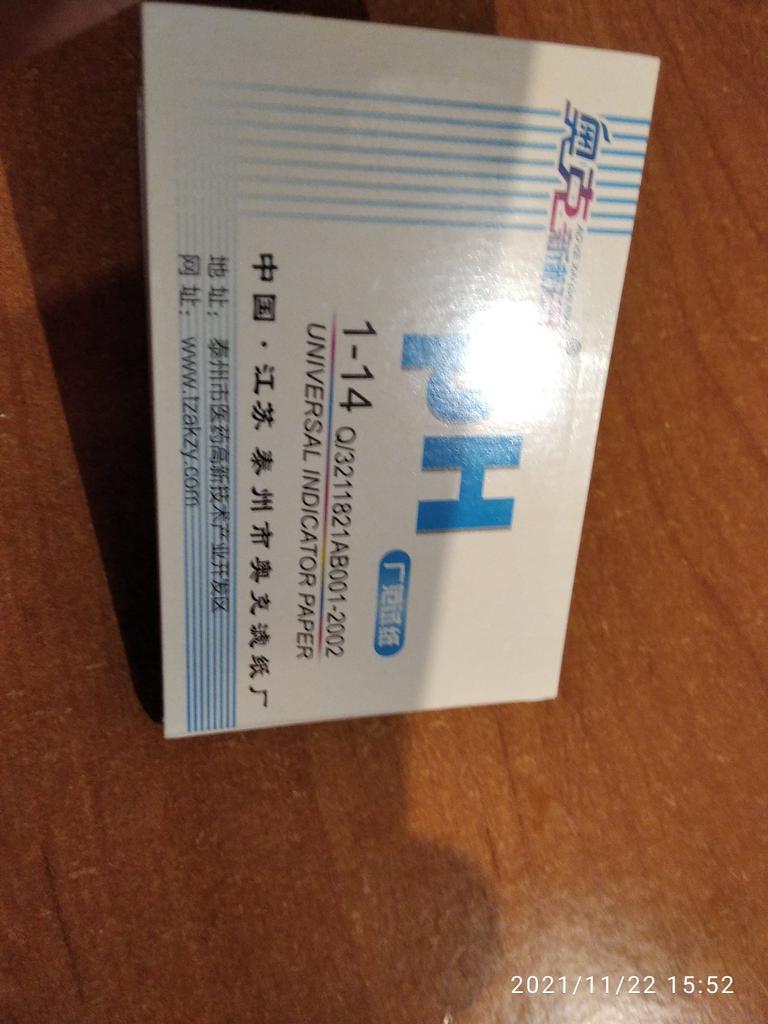 奥克
pH
广范试纸
1-14 Q/3211821AB001-2002
UNIVERSAL INDICATOR PAPER
中国·江苏泰州市奥克滤纸厂
地址：泰州市医药高新技术产业开发区
网址：www.tzakzy.com
2021/11/22 15:52